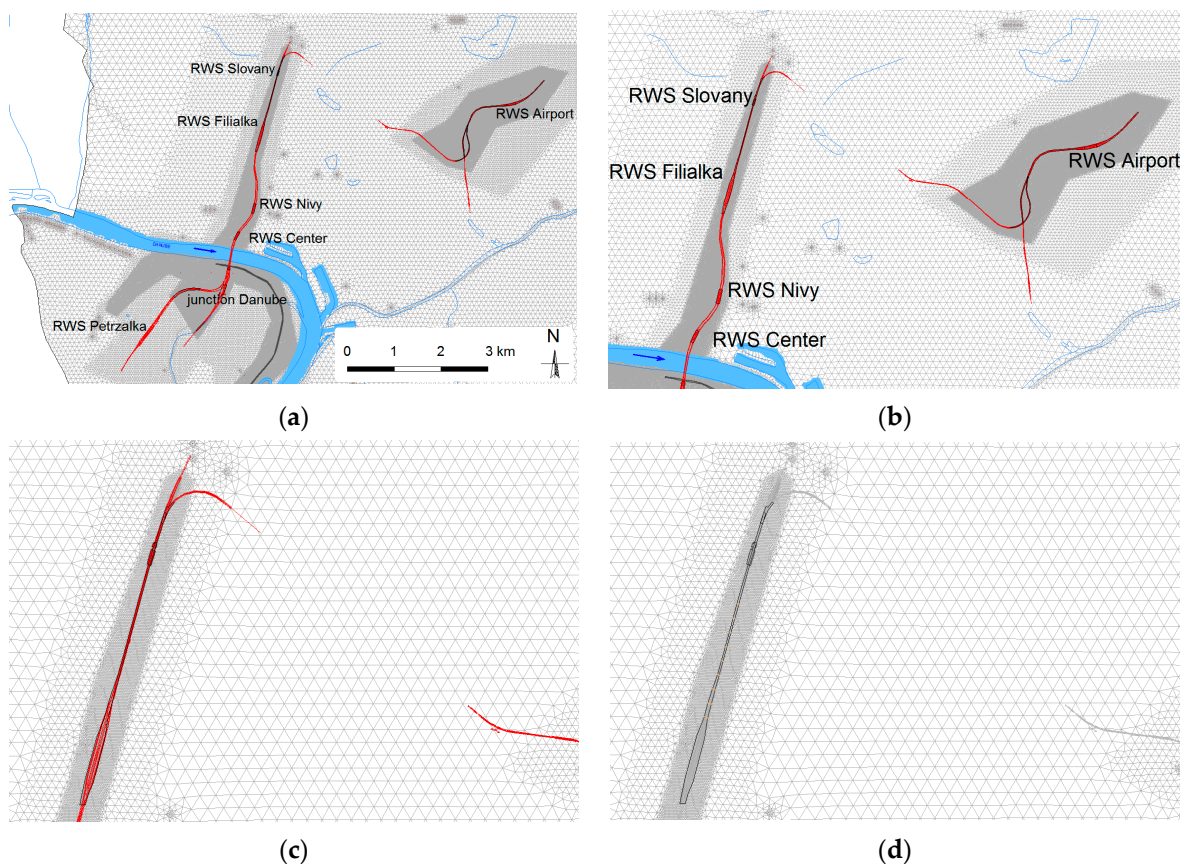 RWS Slovany
RWS Filialka
RWS Airport
RWS Nivy
RWS Center
junction Danube
RWS Petrzalka
N
0 1 2 3 km
(a)
RWS Slovany
RWS Airport
RWS Filialka
RWS Nivy
RWS Center
(b)
(c)
(d)